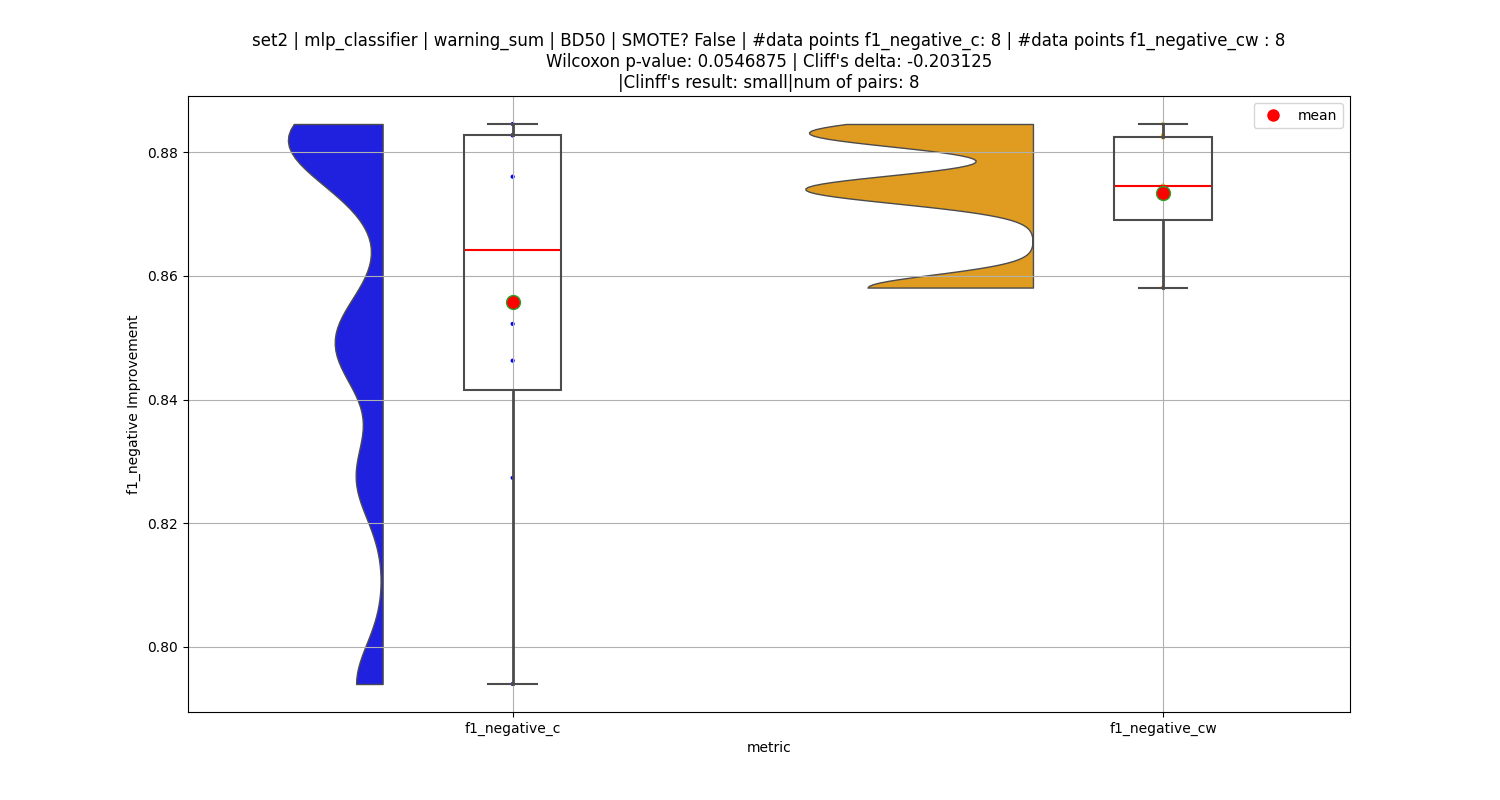 set2 | mlp_classifier | warning_sum | BD50 | SMOTE? False | #data points f1_negative_c: 8 | #data points f1_negative_cw : 8
Wilcoxon p-value: 0.0546875 | Cliff's delta: -0.203125
|Clinff's result: small|num of pairs: 8
mean
0.88
0.86
0.84
0.82
0.80
f1_negative Improvement
f1_negative_c
f1_negative_cw
metric